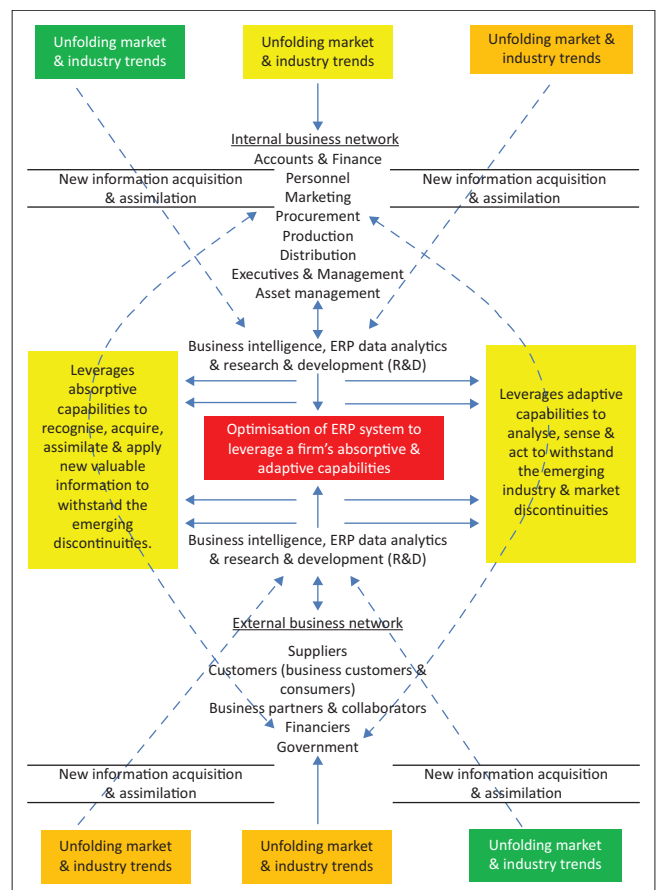 Unfolding market
& industry trends
Unfolding market
& industry trends
Unfolding market &
industry trends
Internal business network
Accounts & Finance
Personnel
Marketing
Procurement
Production
Distribution
Executives & Management
Asset management
New information acquisition
& assimilation
New information acquisition
& assimilation
Business intelligence, ERP data analytics
& research & development (R&D)
Leverages
absorptive
capabilities to
recognise, acquire,
assimilate & apply
new valuable
information to
withstand the
emerging
discontinuities.
Optimisation of ERP system to
leverage a firm's absorptive &
adaptive capabilities
Leverages adaptive
capabilities to
analyse, sense &
act to withstand
the emerging
industry & market
discontinuities
Business intelligence, ERP data analytics
& research & development (R&D)
External business network
Suppliers
Customers (business customers &
consumers)
Business partners & collaborators
Financiers
Government
New information acquisition
& assimilation
New information acquisition
& assimilation
Unfolding market
& industry trends
Unfolding market
& industry trends
Unfolding market
& industry trends